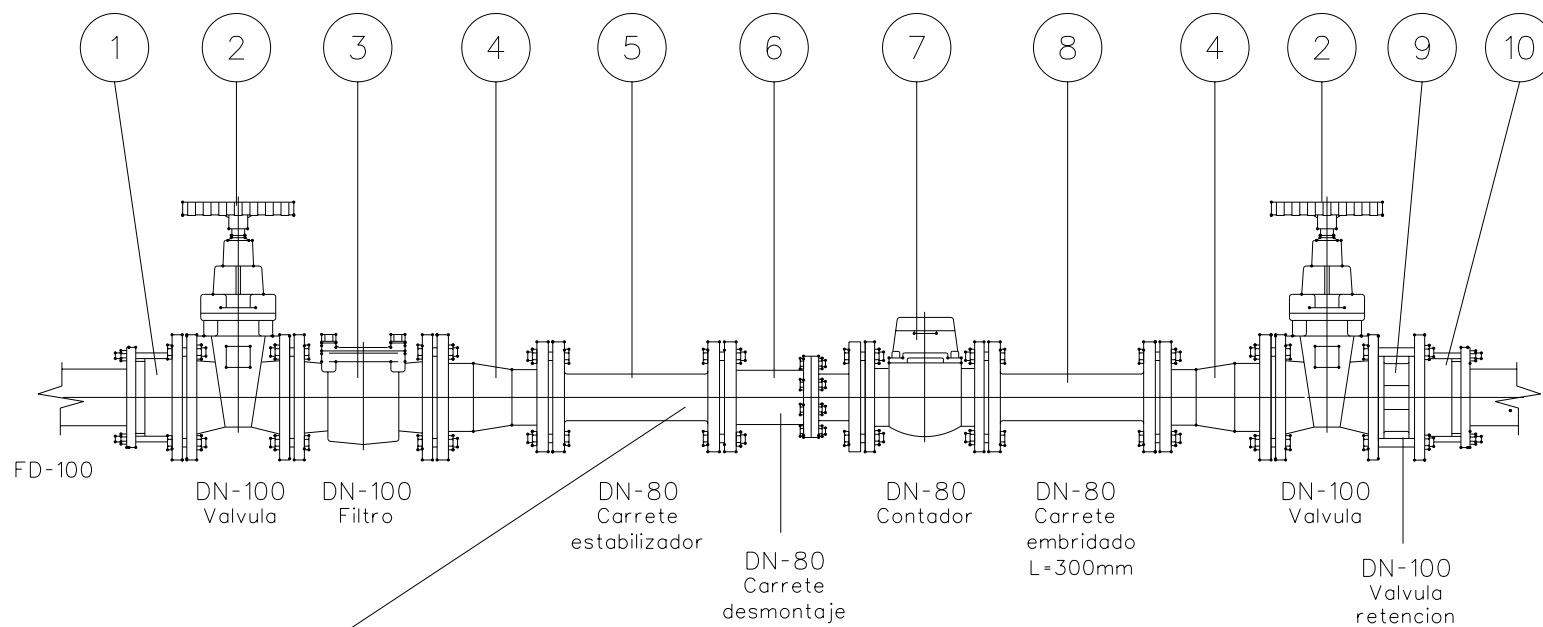 1
2
3
4
5
6
7
8
4
2
9
10
FD-100
DN-100
Valvula
DN-100
Filtro
DN-80
Carrete
estabilizador
DN-80
Carrete
desmontaje
DN-80
Contador
DN-80
Carrete
embridado
L=300mm
DN-100
Valvula
DN-100
Valvula
retencion